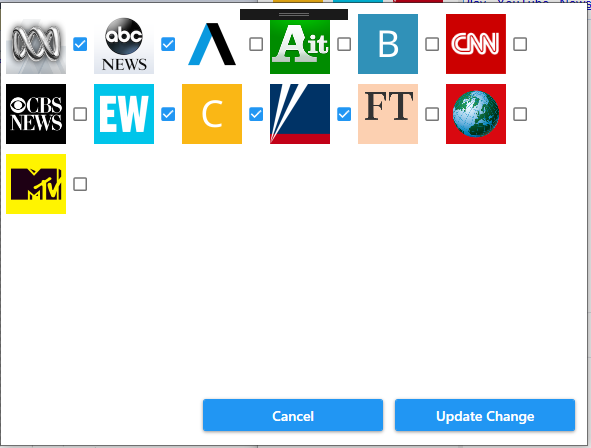 abc
NEWS
Ait
B
CNN
CBS
NEWS
EW
C
FT
MTV
Cancel
Update Change